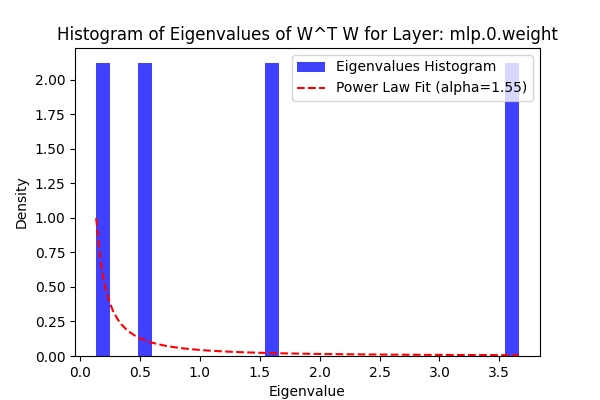 Histogram of Eigenvalues of W^T W for Layer: mlp.0.weight
Eigenvalues Histogram
Power Law Fit (alpha=1.55)
Density
2.00
1.75
1.50
1.25
1.00
0.75
0.50
0.25
0.00
0.0 0.5 1.0 1.5 2.0 2.5 3.0 3.5
Eigenvalue